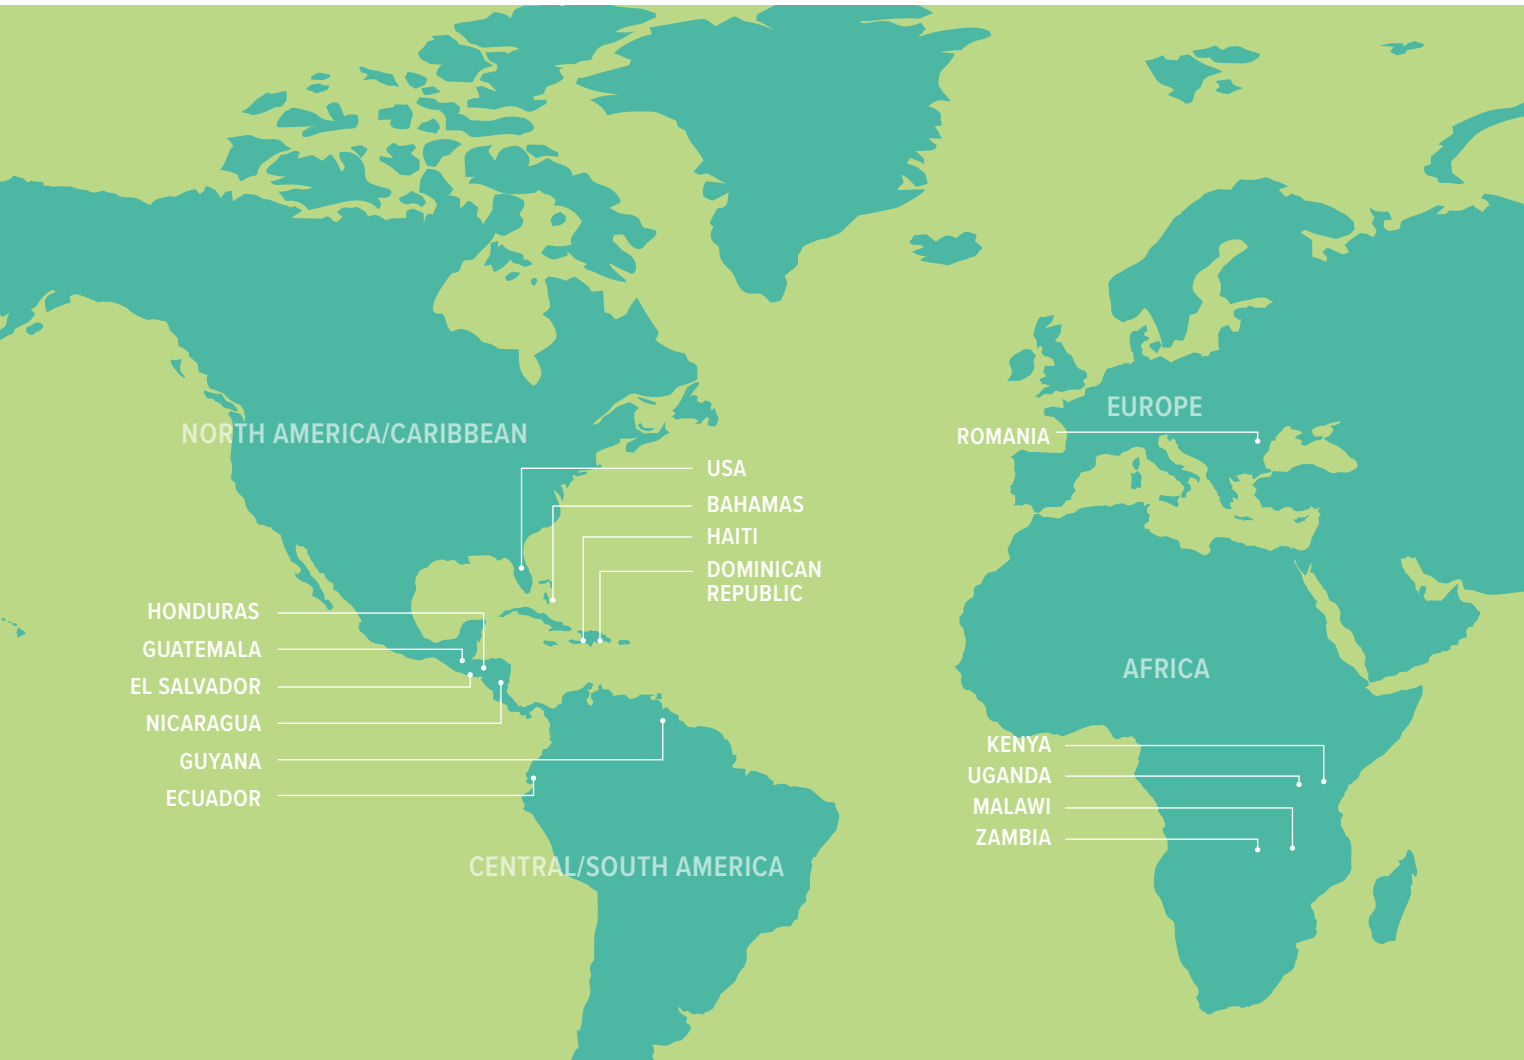 NORTH AMERICA/CARIBBEAN
USA
BAHAMAS
HAITI
DOMINICAN
REPUBLIC
HONDURAS
GUATEMALA
EL SALVADOR
NICARAGUA
GUYANA
ECUADOR
CENTRAL/SOUTH AMERICA
EUROPE
ROMANIA
AFRICA
KENYA
UGANDA
MALAWI
ZAMBIA